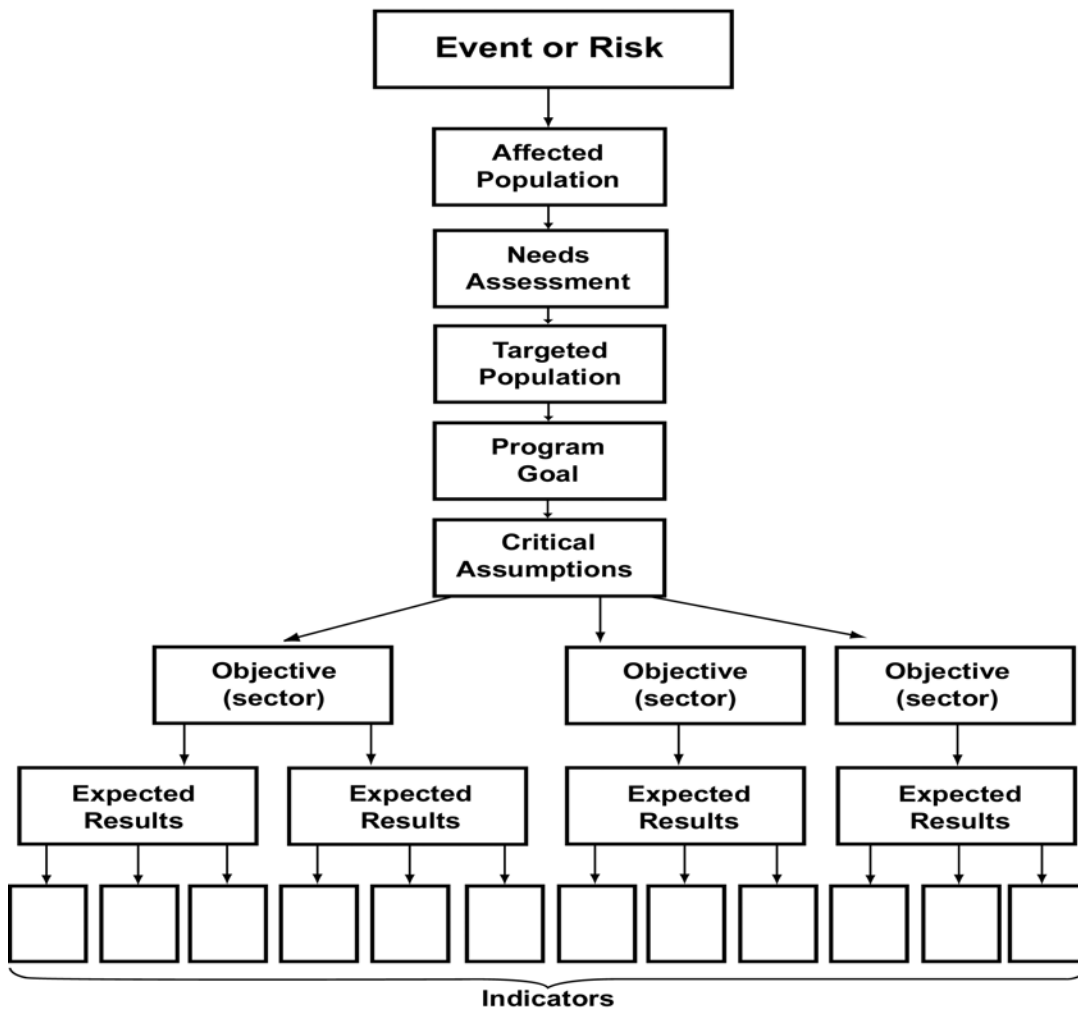 Event or Risk
Affected
Population
Needs
Assessment
Targeted
Population
Program
Goal
Critical
Assumptions
Objective
(sector)
Objective
(sector)
Objective
(sector)
Expected
Results
Expected
Results
Expected
Results
Expected
Results
Indicators